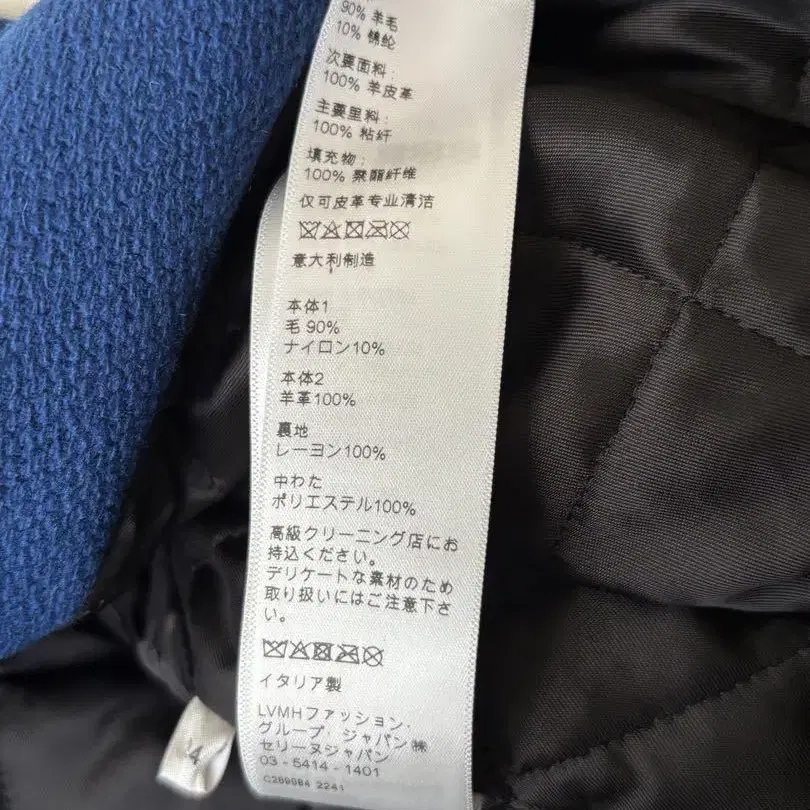 90% 羊毛
10% 锦纶
次要面料:
100% 羊皮革
主要里料:
100% 粘纤
填充物:
100% 聚酯纤维
仅可皮革专业清洁
意大利制造
本体1
毛 90%
ナイロン10%
本体2
羊革100%
裏地
レーヨン100%
中わた
ポリエステル100%
高級クリーニング店にお
持込ください。
デリケートな素材のため
取り扱いにはご注意下さ
い。
イタリア製
LVMHファッション・
グループ・ジャパン㈱
セリーヌジャパン
03-5414-1401
C289684 2241
4